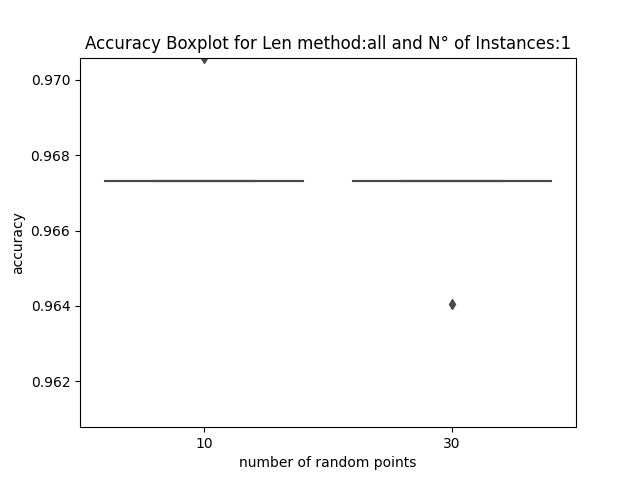 Accuracy Boxplot for Len method:all and N° of Instances:1
0.970
0.968
0.966
0.964
0.962
accuracy
10
30
number of random points